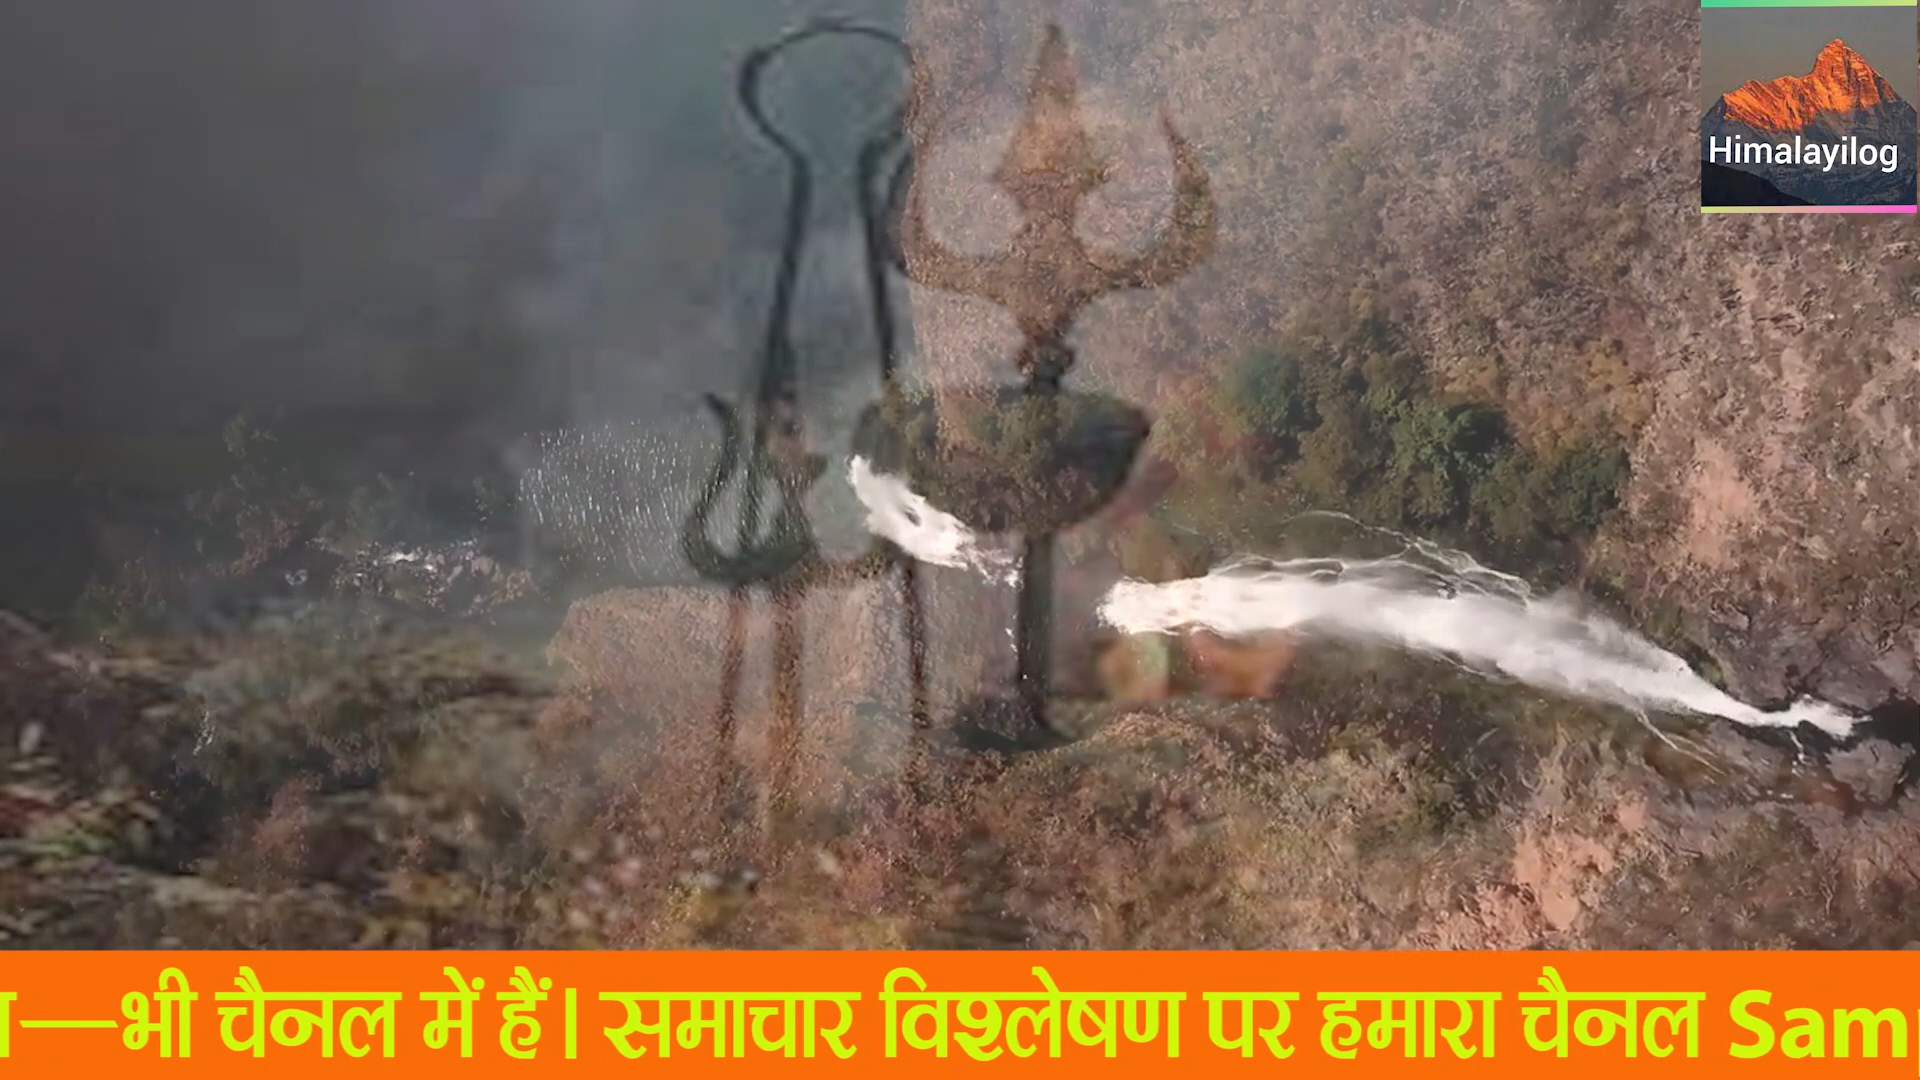 Himalayilog
—भी चैनल में हैं। समाचार विश्लेषण पर हमारा चैनल Sam